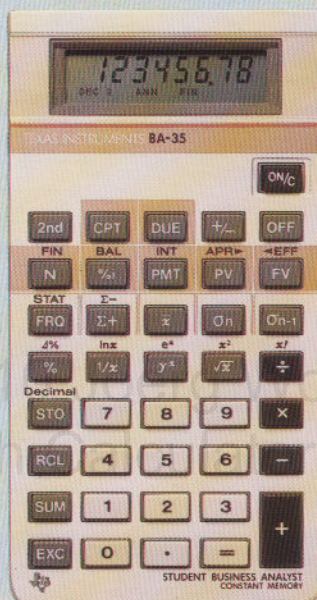 123456.78
DEC 2 ANN FIN
TEXAS INSTRUMENTS BA-35
ON/C
2nd CPT DUE +/− OFF
FIN BAL INT APR▶ ◀EFF
N %i PMT PV FV
STAT Σ−
FRQ Σ+ x̄ σn σn-1
Δ% lnx eˣ x² x!
% 1/x yˣ √x ÷
Decimal
STO 7 8 9 ×
RCL 4 5 6 −
SUM 1 2 3
+
EXC 0 . =
STUDENT BUSINESS ANALYST
CONSTANT MEMORY